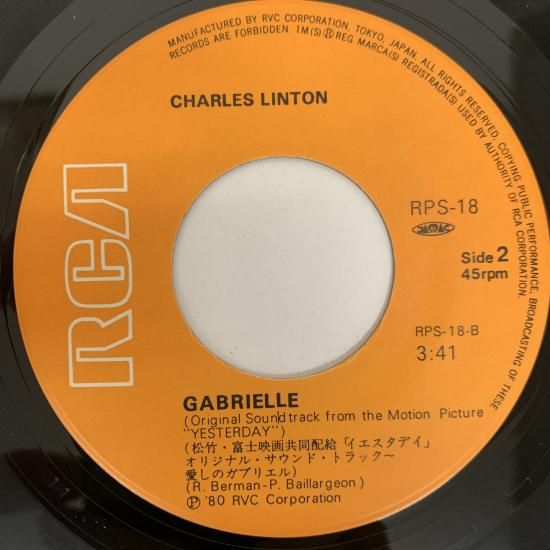 MANUFACTURED BY RVC CORPORATION, TOKYO, JAPAN. ALL RIGHTS RESERVED. COPYING PUBLIC PERFORMANCE, BROADCASTING OF THESE
RECORDS ARE FORBIDDEN. TM(S)® REG MARCA(S) REGISTRADA(S) USED BY AUTHORITY OF RCA CORPORATION.
CHARLES LINTON
RCA
RPS-18
JASRAC
Side 2
45rpm
RPS-18-B
3:41
GABRIELLE
(Original Sound track from the Motion Picture
"YESTERDAY")
(松竹・富士映画共同配給「イエスタデイ」
オリジナル・サウンド・トラック〜
愛しのガブリエル)
(R. Berman-P. Baillargeon)
Ⓟ '80 RVC Corporation